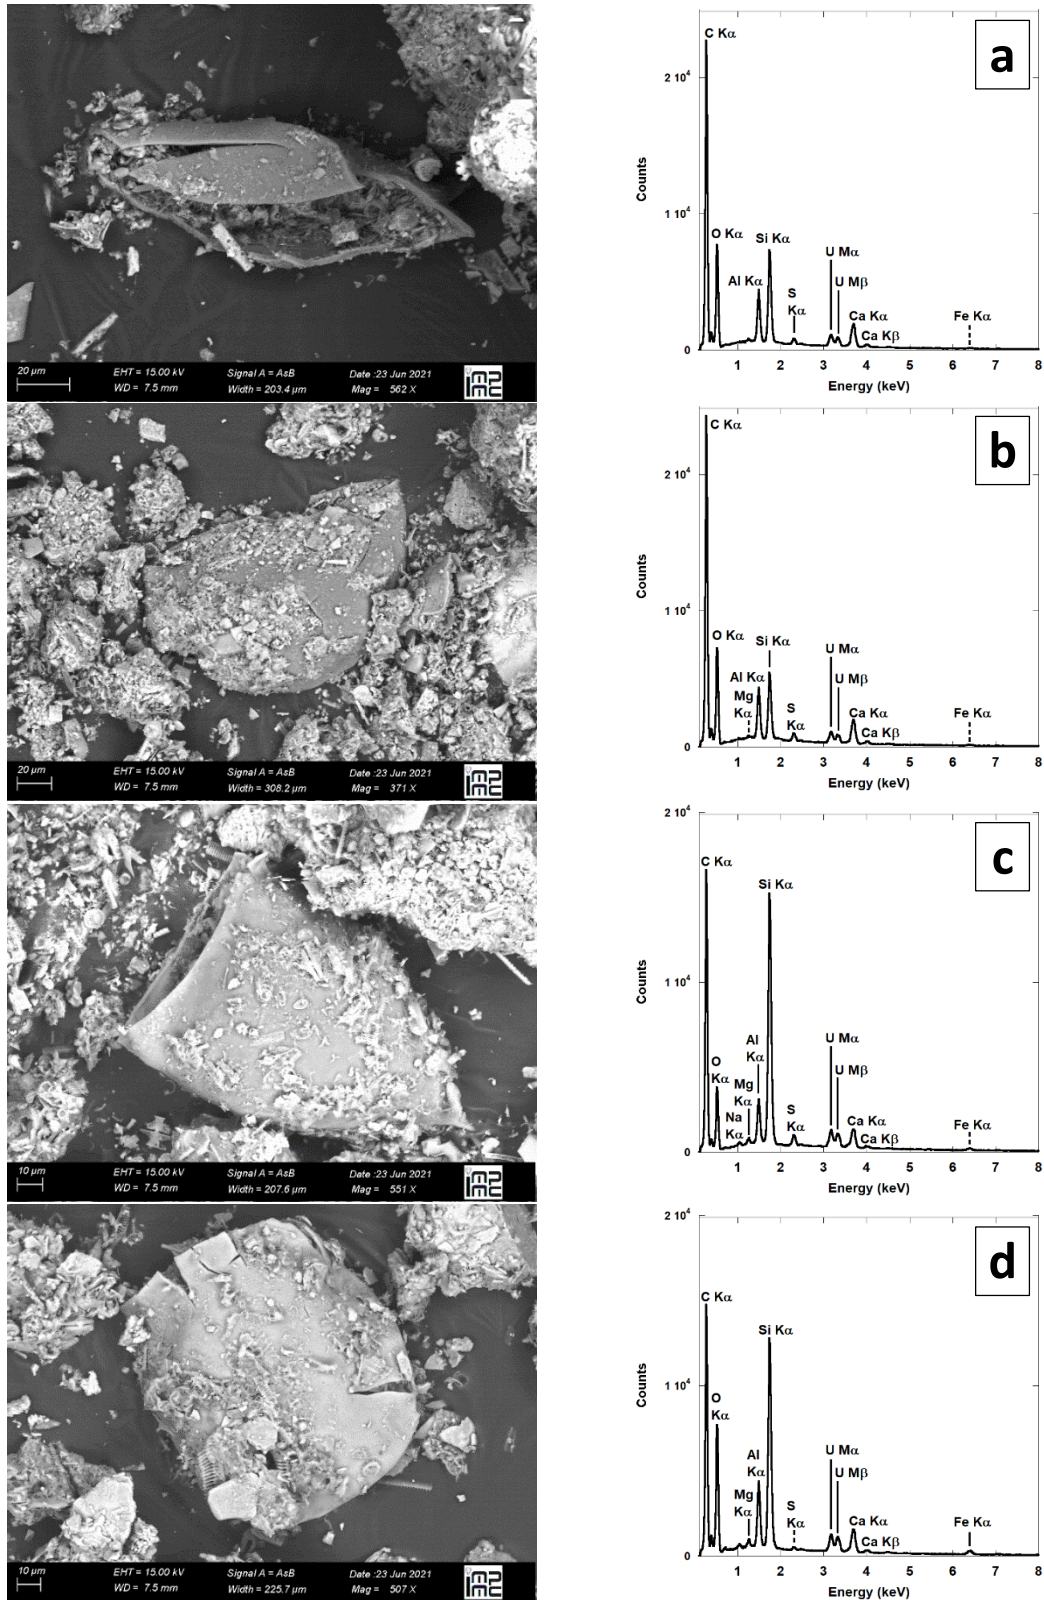 20 µm
EHT = 15.00 kV
Signal A = AsB
Date :23 Jun 2021
WD = 7.5 mm
Width = 203.4 µm
Mag = 562 X
IMPMC
a
C Kα
2 10⁴
O Kα
Si Kα
Al Kα
S
Kα
U Mα
U Mβ
Ca Kα
Ca Kβ
Fe Kα
Counts
1 10⁴
0
1 2 3 4 5 6 7 8
Energy (keV)
20 µm
EHT = 15.00 kV
Signal A = AsB
Date :23 Jun 2021
WD = 7.5 mm
Width = 308.2 µm
Mag = 371 X
IMPMC
b
C Kα
2 10⁴
O Kα
Si Kα
Al Kα
Mg
Kα
S
Kα
U Mα
U Mβ
Ca Kα
Ca Kβ
Fe Kα
Counts
1 10⁴
0
1 2 3 4 5 6 7 8
Energy (keV)
10 µm
EHT = 15.00 kV
Signal A = AsB
Date :23 Jun 2021
WD = 7.5 mm
Width = 207.6 µm
Mag = 551 X
IMPMC
c
2 10⁴
C Kα
Si Kα
O
Kα
Na
Kα
Mg
Kα
Al
Kα
S
Kα
U Mα
U Mβ
Ca Kα
Ca Kβ
Fe Kα
Counts
1 10⁴
0
1 2 3 4 5 6 7 8
Energy (keV)
10 µm
EHT = 15.00 kV
Signal A = AsB
Date :23 Jun 2021
WD = 7.5 mm
Width = 225.7 µm
Mag = 507 X
IMPMC
d
2 10⁴
C Kα
Si Kα
O
Kα
Mg
Kα
Al
Kα
S
Kα
U Mα
U Mβ
Ca Kα
Ca Kβ
Fe Kα
Counts
1 10⁴
0
1 2 3 4 5 6 7 8
Energy (keV)